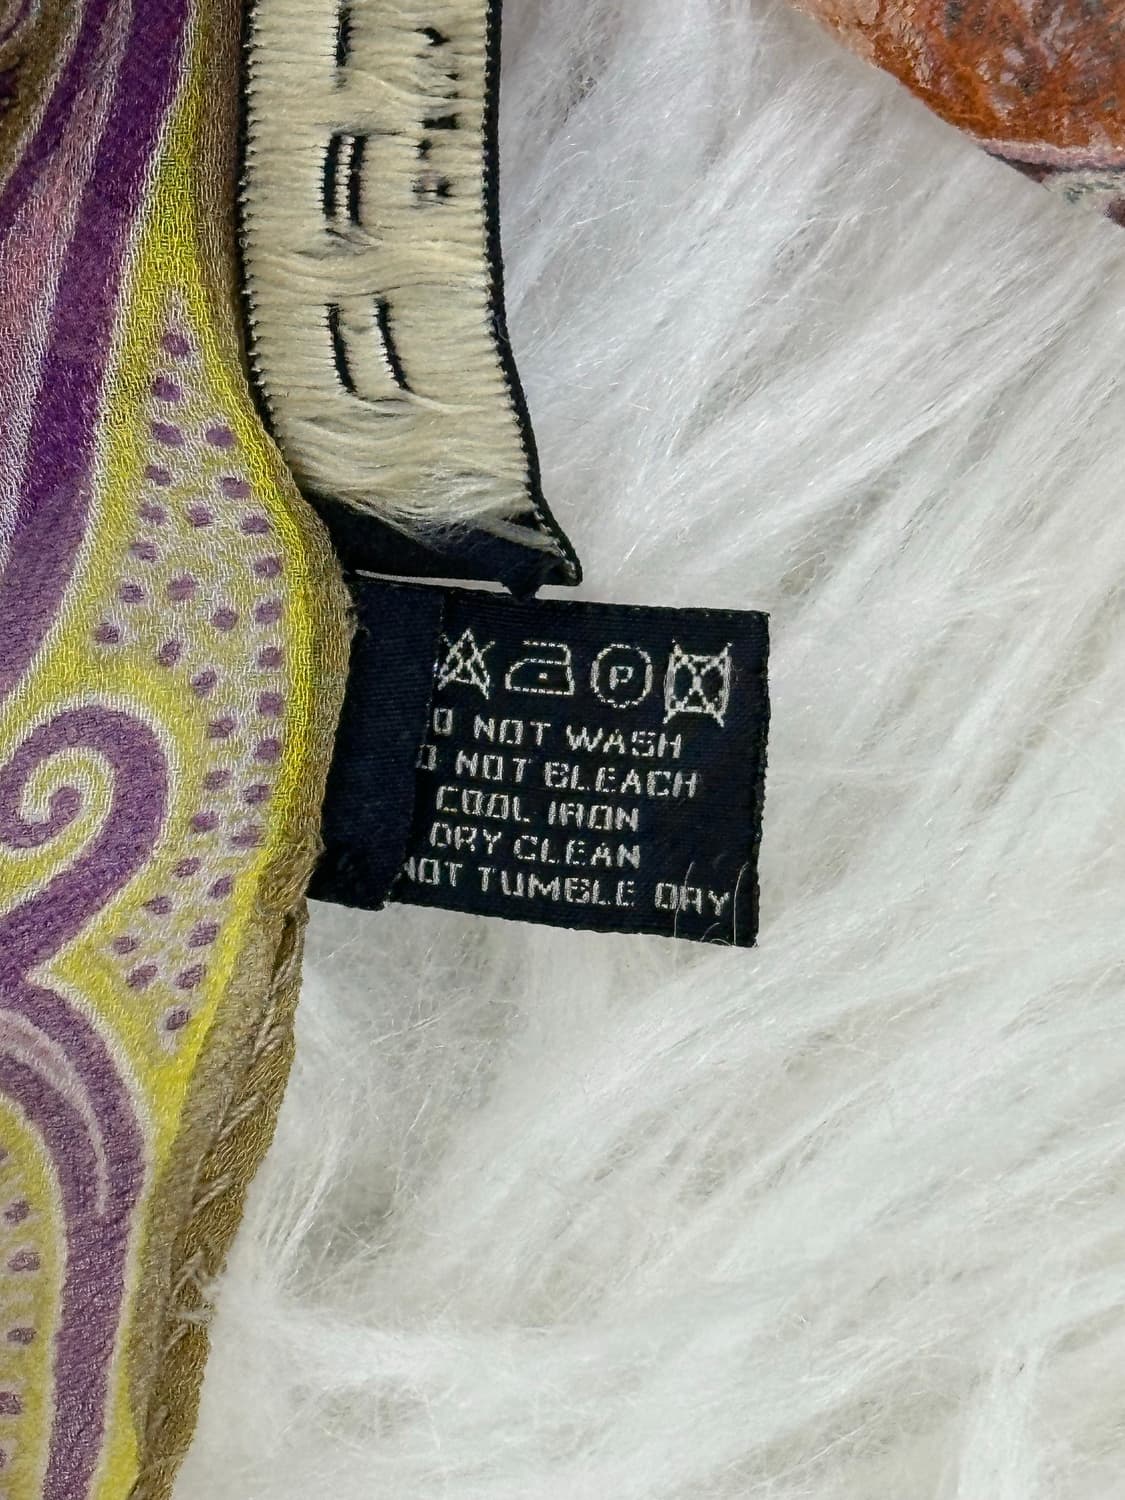 P
O NOT WASH
O NOT BLEACH
COOL IRON
DRY CLEAN
NOT TUMBLE DRY